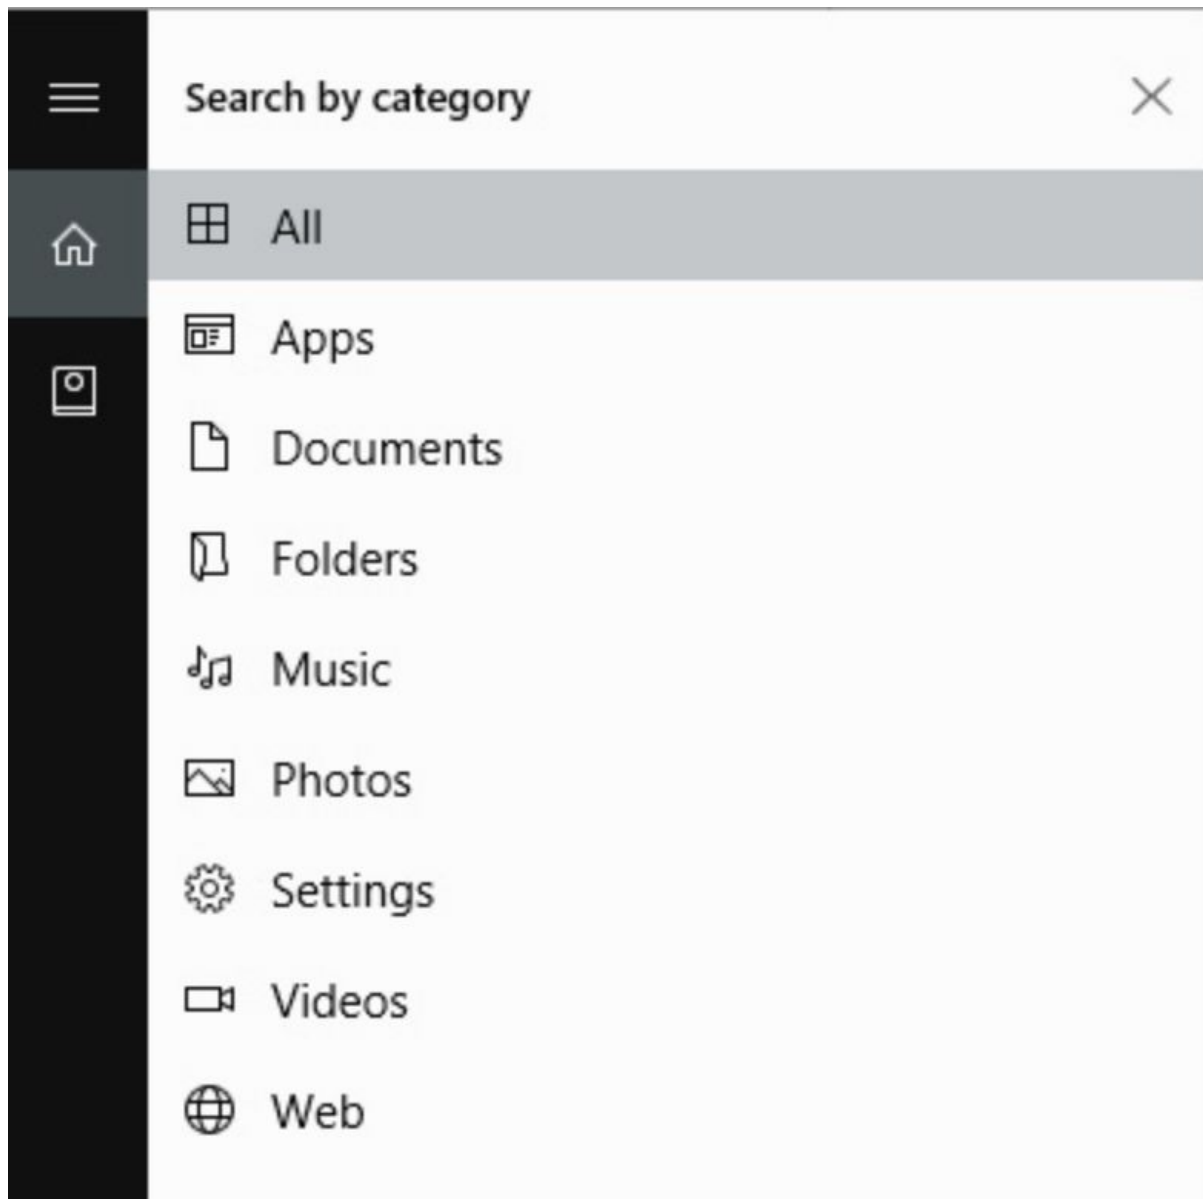 Search by category
All
Apps
Documents
Folders
Music
Photos
Settings
Videos
Web